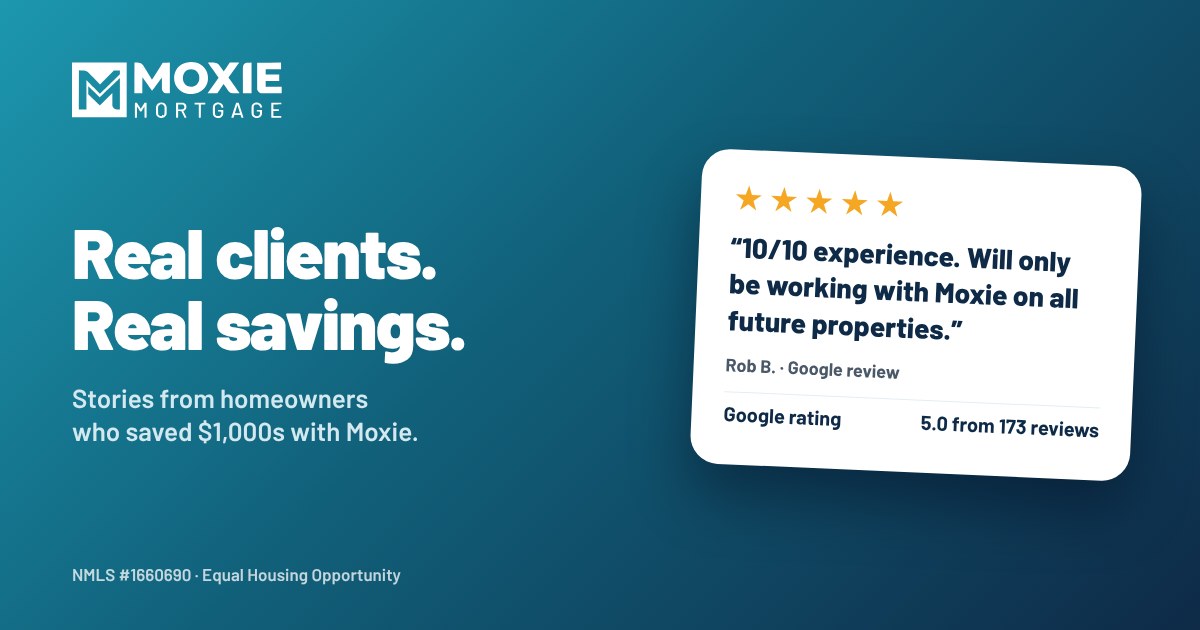 MOXIE
MORTGAGE
Real clients.
Real savings.
Stories from homeowners
who saved $1,000s with Moxie.
NMLS #1660690 · Equal Housing Opportunity
★★★★★
“10/10 experience. Will only
be working with Moxie on all
future properties.”
Rob B. · Google review
Google rating 5.0 from 173 reviews